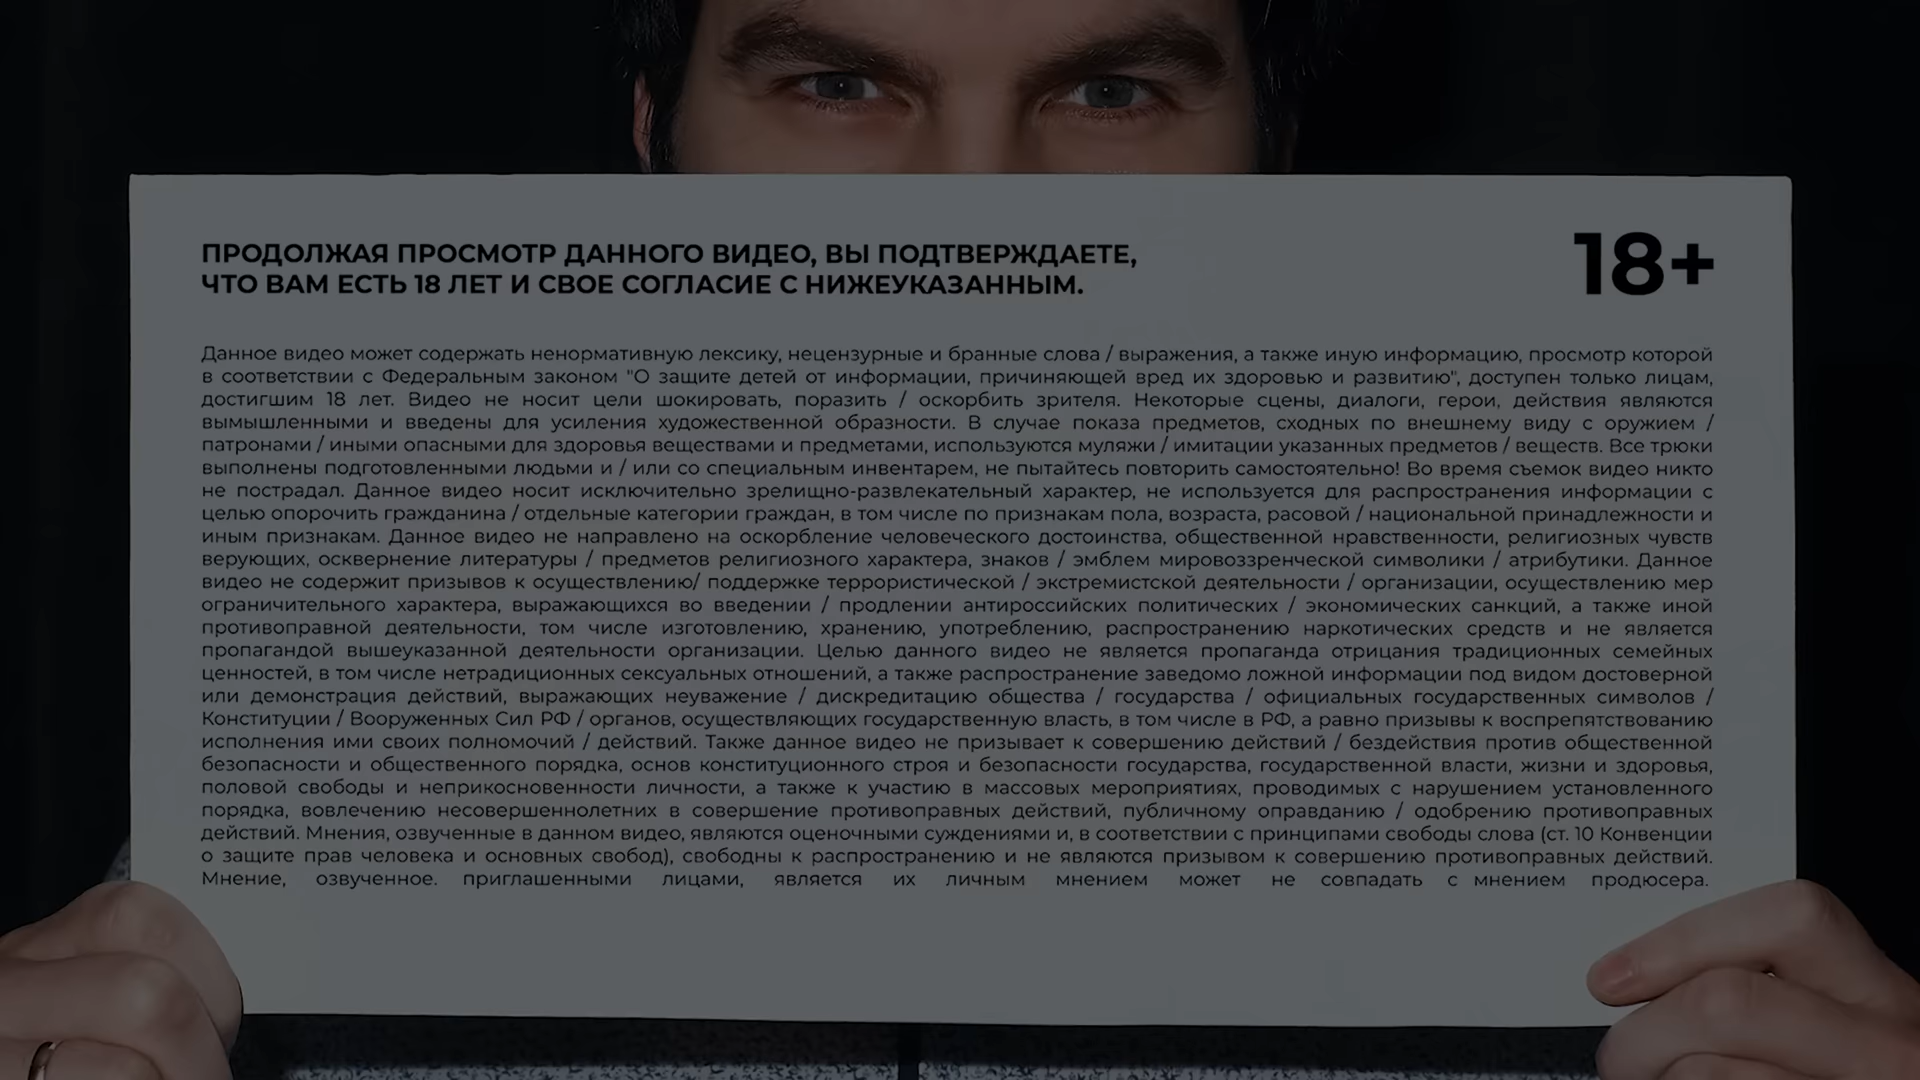 ПРОДОЛЖАЯ ПРОСМОТР ДАННОГО ВИДЕО, ВЫ ПОДТВЕРЖДАЕТЕ,
ЧТО ВАМ ЕСТЬ 18 ЛЕТ И СВОЕ СОГЛАСИЕ С НИЖЕУКАЗАННЫМ.
18+
Данное видео может содержать ненормативную лексику, нецензурные и бранные слова / выражения, а также иную информацию, просмотр которой
в соответствии с Федеральным законом "О защите детей от информации, причиняющей вред их здоровью и развитию", доступен только лицам,
достигшим 18 лет. Видео не носит цели шокировать, поразить / оскорбить зрителя. Некоторые сцены, диалоги, герои, действия являются
вымышленными и введены для усиления художественной образности. В случае показа предметов, сходных по внешнему виду с оружием /
патронами / иными опасными для здоровья веществами и предметами, используются муляжи / имитации указанных предметов / веществ. Все трюки
выполнены подготовленными людьми и / или со специальным инвентарем, не пытайтесь повторить самостоятельно! Во время съемок видео никто
не пострадал. Данное видео носит исключительно зрелищно-развлекательный характер, не используется для распространения информации с
целью опорочить гражданина / отдельные категории граждан, в том числе по признакам пола, возраста, расовой / национальной принадлежности и
иным признакам. Данное видео не направлено на оскорбление человеческого достоинства, общественной нравственности, религиозных чувств
верующих, осквернение литературы / предметов религиозного характера, знаков / эмблем мировоззренческой символики / атрибутики. Данное
видео не содержит призывов к осуществлению/ поддержке террористической / экстремистской деятельности / организации, осуществлению мер
ограничительного характера, выражающихся во введении / продлении антироссийских политических / экономических санкций, а также иной
противоправной деятельности, том числе изготовлению, хранению, употреблению, распространению наркотических средств и не является
пропагандой вышеуказанной деятельности организации. Целью данного видео не является пропаганда отрицания традиционных семейных
ценностей, в том числе нетрадиционных сексуальных отношений, а также распространение заведомо ложной информации под видом достоверной
или демонстрация действий, выражающих неуважение / дискредитацию общества / государства / официальных государственных символов /
Конституции / Вооруженных Сил РФ / органов, осуществляющих государственную власть, в том числе в РФ, а равно призывы к воспрепятствованию
исполнения ими своих полномочий / действий. Также данное видео не призывает к совершению действий / бездействия против общественной
безопасности и общественного порядка, основ конституционного строя и безопасности государства, государственной власти, жизни и здоровья,
половой свободы и неприкосновенности личности, а также к участию в массовых мероприятиях, проводимых с нарушением установленного
порядка, вовлечению несовершеннолетних в совершение противоправных действий, публичному оправданию / одобрению противоправных
действий. Мнения, озвученные в данном видео, являются оценочными суждениями и, в соответствии с принципами свободы слова (ст. 10 Конвенции
о защите прав человека и основных свобод), свободны к распространению и не являются призывом к совершению противоправных действий.
Мнение, озвученное. приглашенными лицами, является их личным мнением может не совпадать с мнением продюсера.